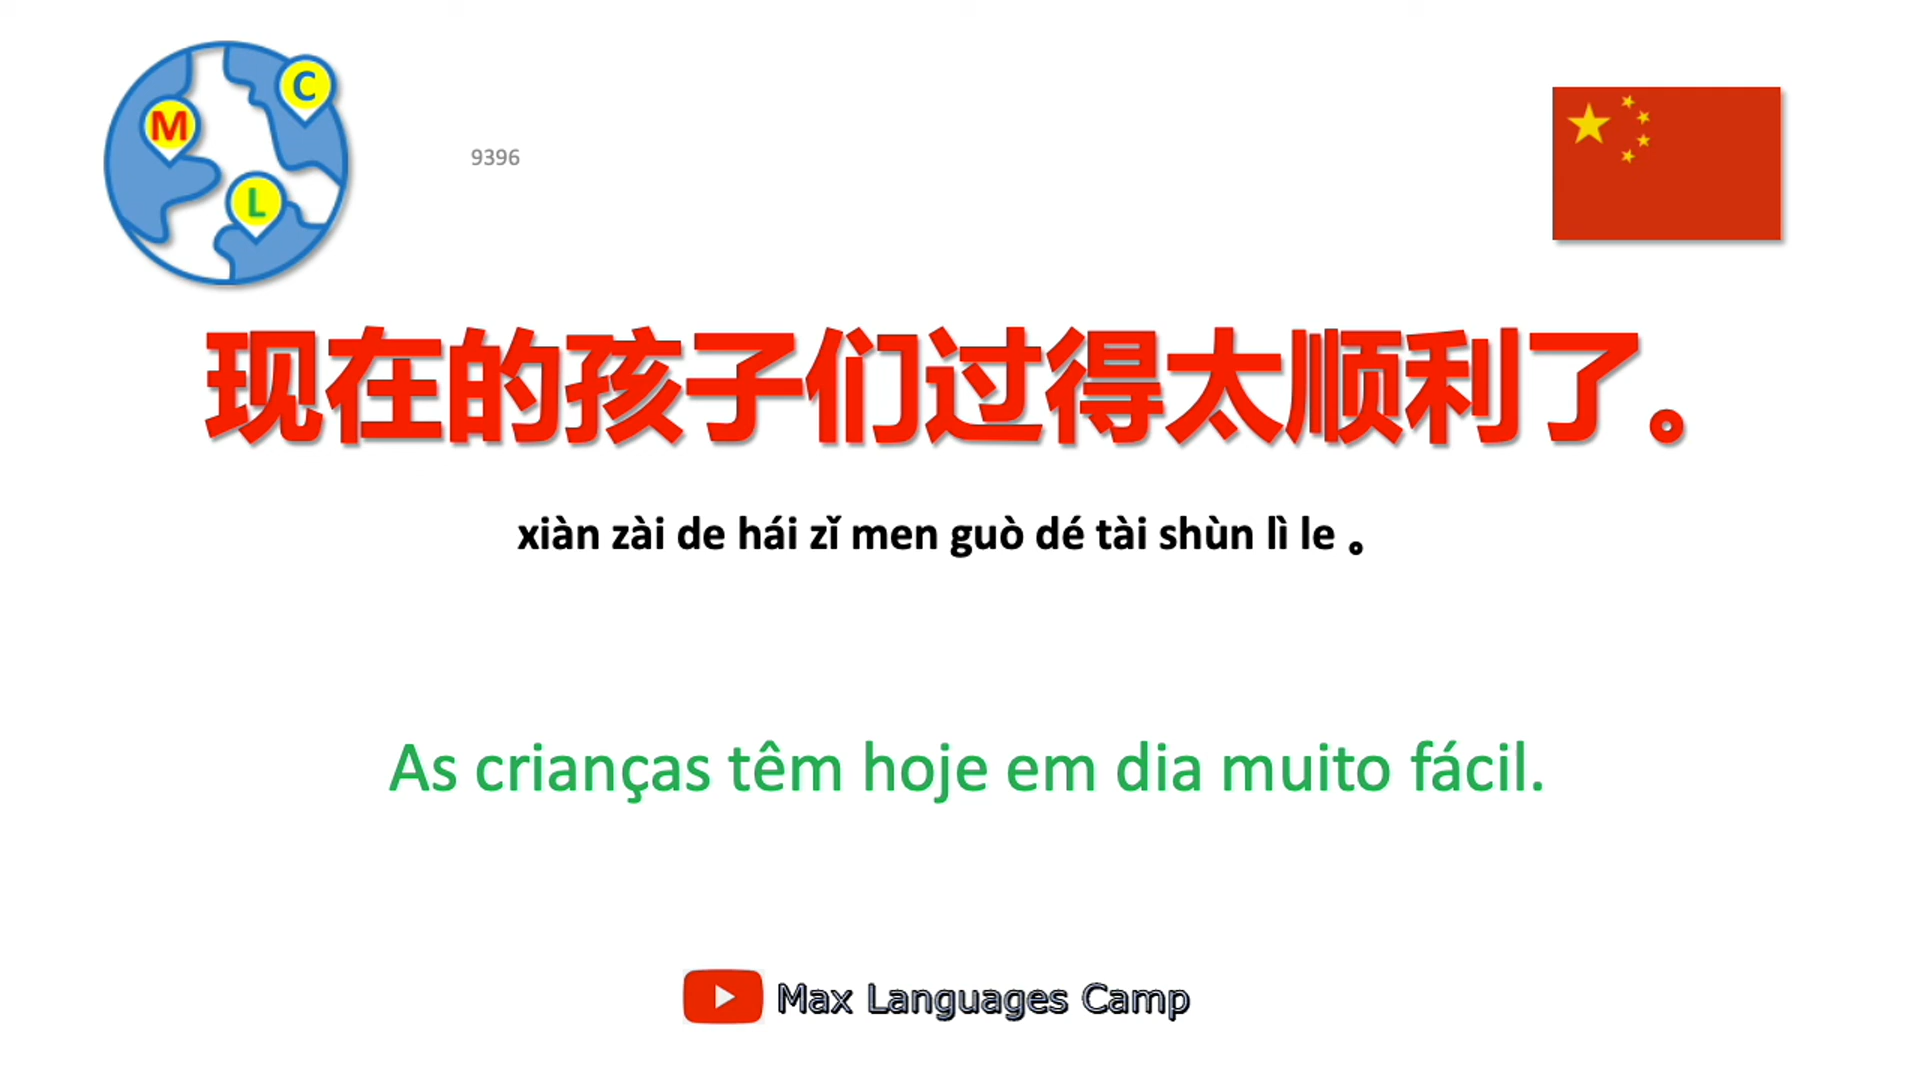 C
M
9396
L
现在的孩子们过得太顺利了。
xiàn zài de hái zǐ men guò dé tài shùn lì le 。
As crianças têm hoje em dia muito fácil.
Max Languages Camp